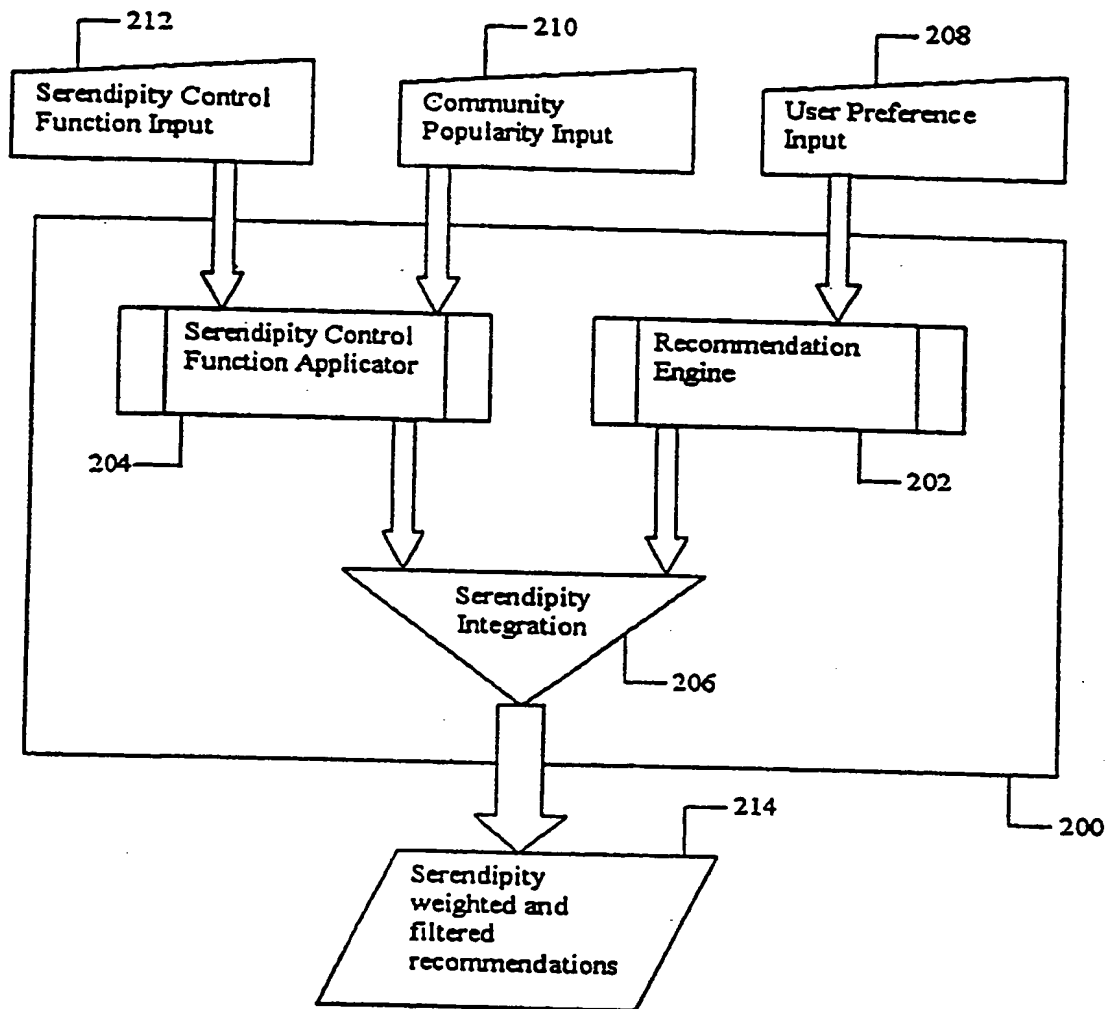 212
210
208
Serendipity Control
Function Input
Community
Popularity Input
User Preference
Input
Serendipity Control
Function Applicator
Recommendation
Engine
204
202
Serendipity
Integration
206
200
214
Serendipity
weighted and
filtered
recommendations